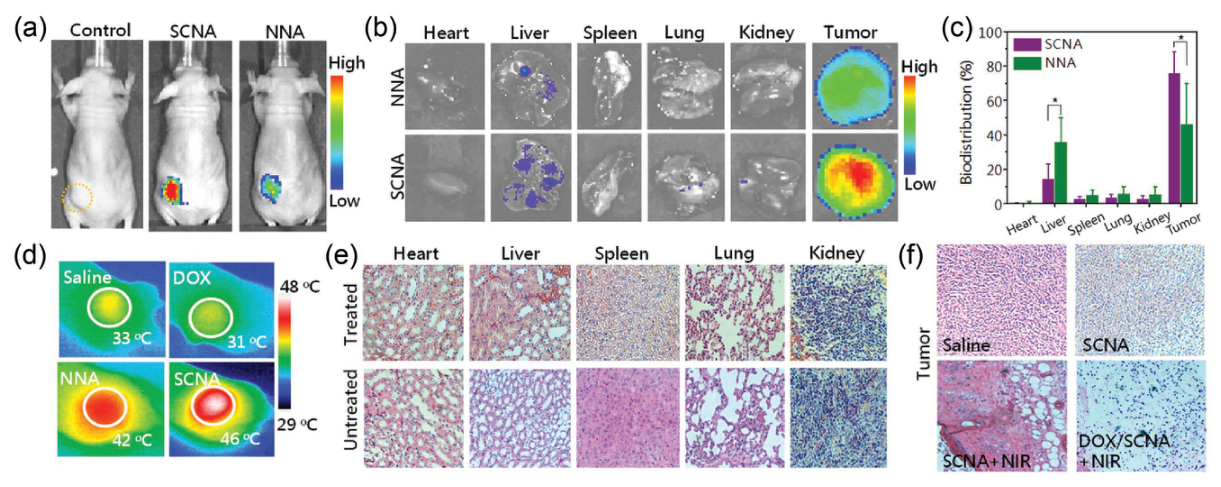 (a)
Control
SCNA
NNA
High
Low
(b)
Heart
Liver
Spleen
Lung
Kidney
Tumor
NNA
SCNA
High
Low
(c)
100
80
60
40
20
0
Biodistribution (%)
SCNA
NNA
*
*
Heart
Liver
Spleen
Lung
Kidney
Tumor
(d)
Saline
33 °C
DOX
31 °C
NNA
42 °C
SCNA
46 °C
48 °C
29 °C
(e)
Heart
Liver
Spleen
Lung
Kidney
Treated
Untreated
(f)
Tumor
Saline
SCNA
SCNA+NIR
DOX/SCNA
+NIR